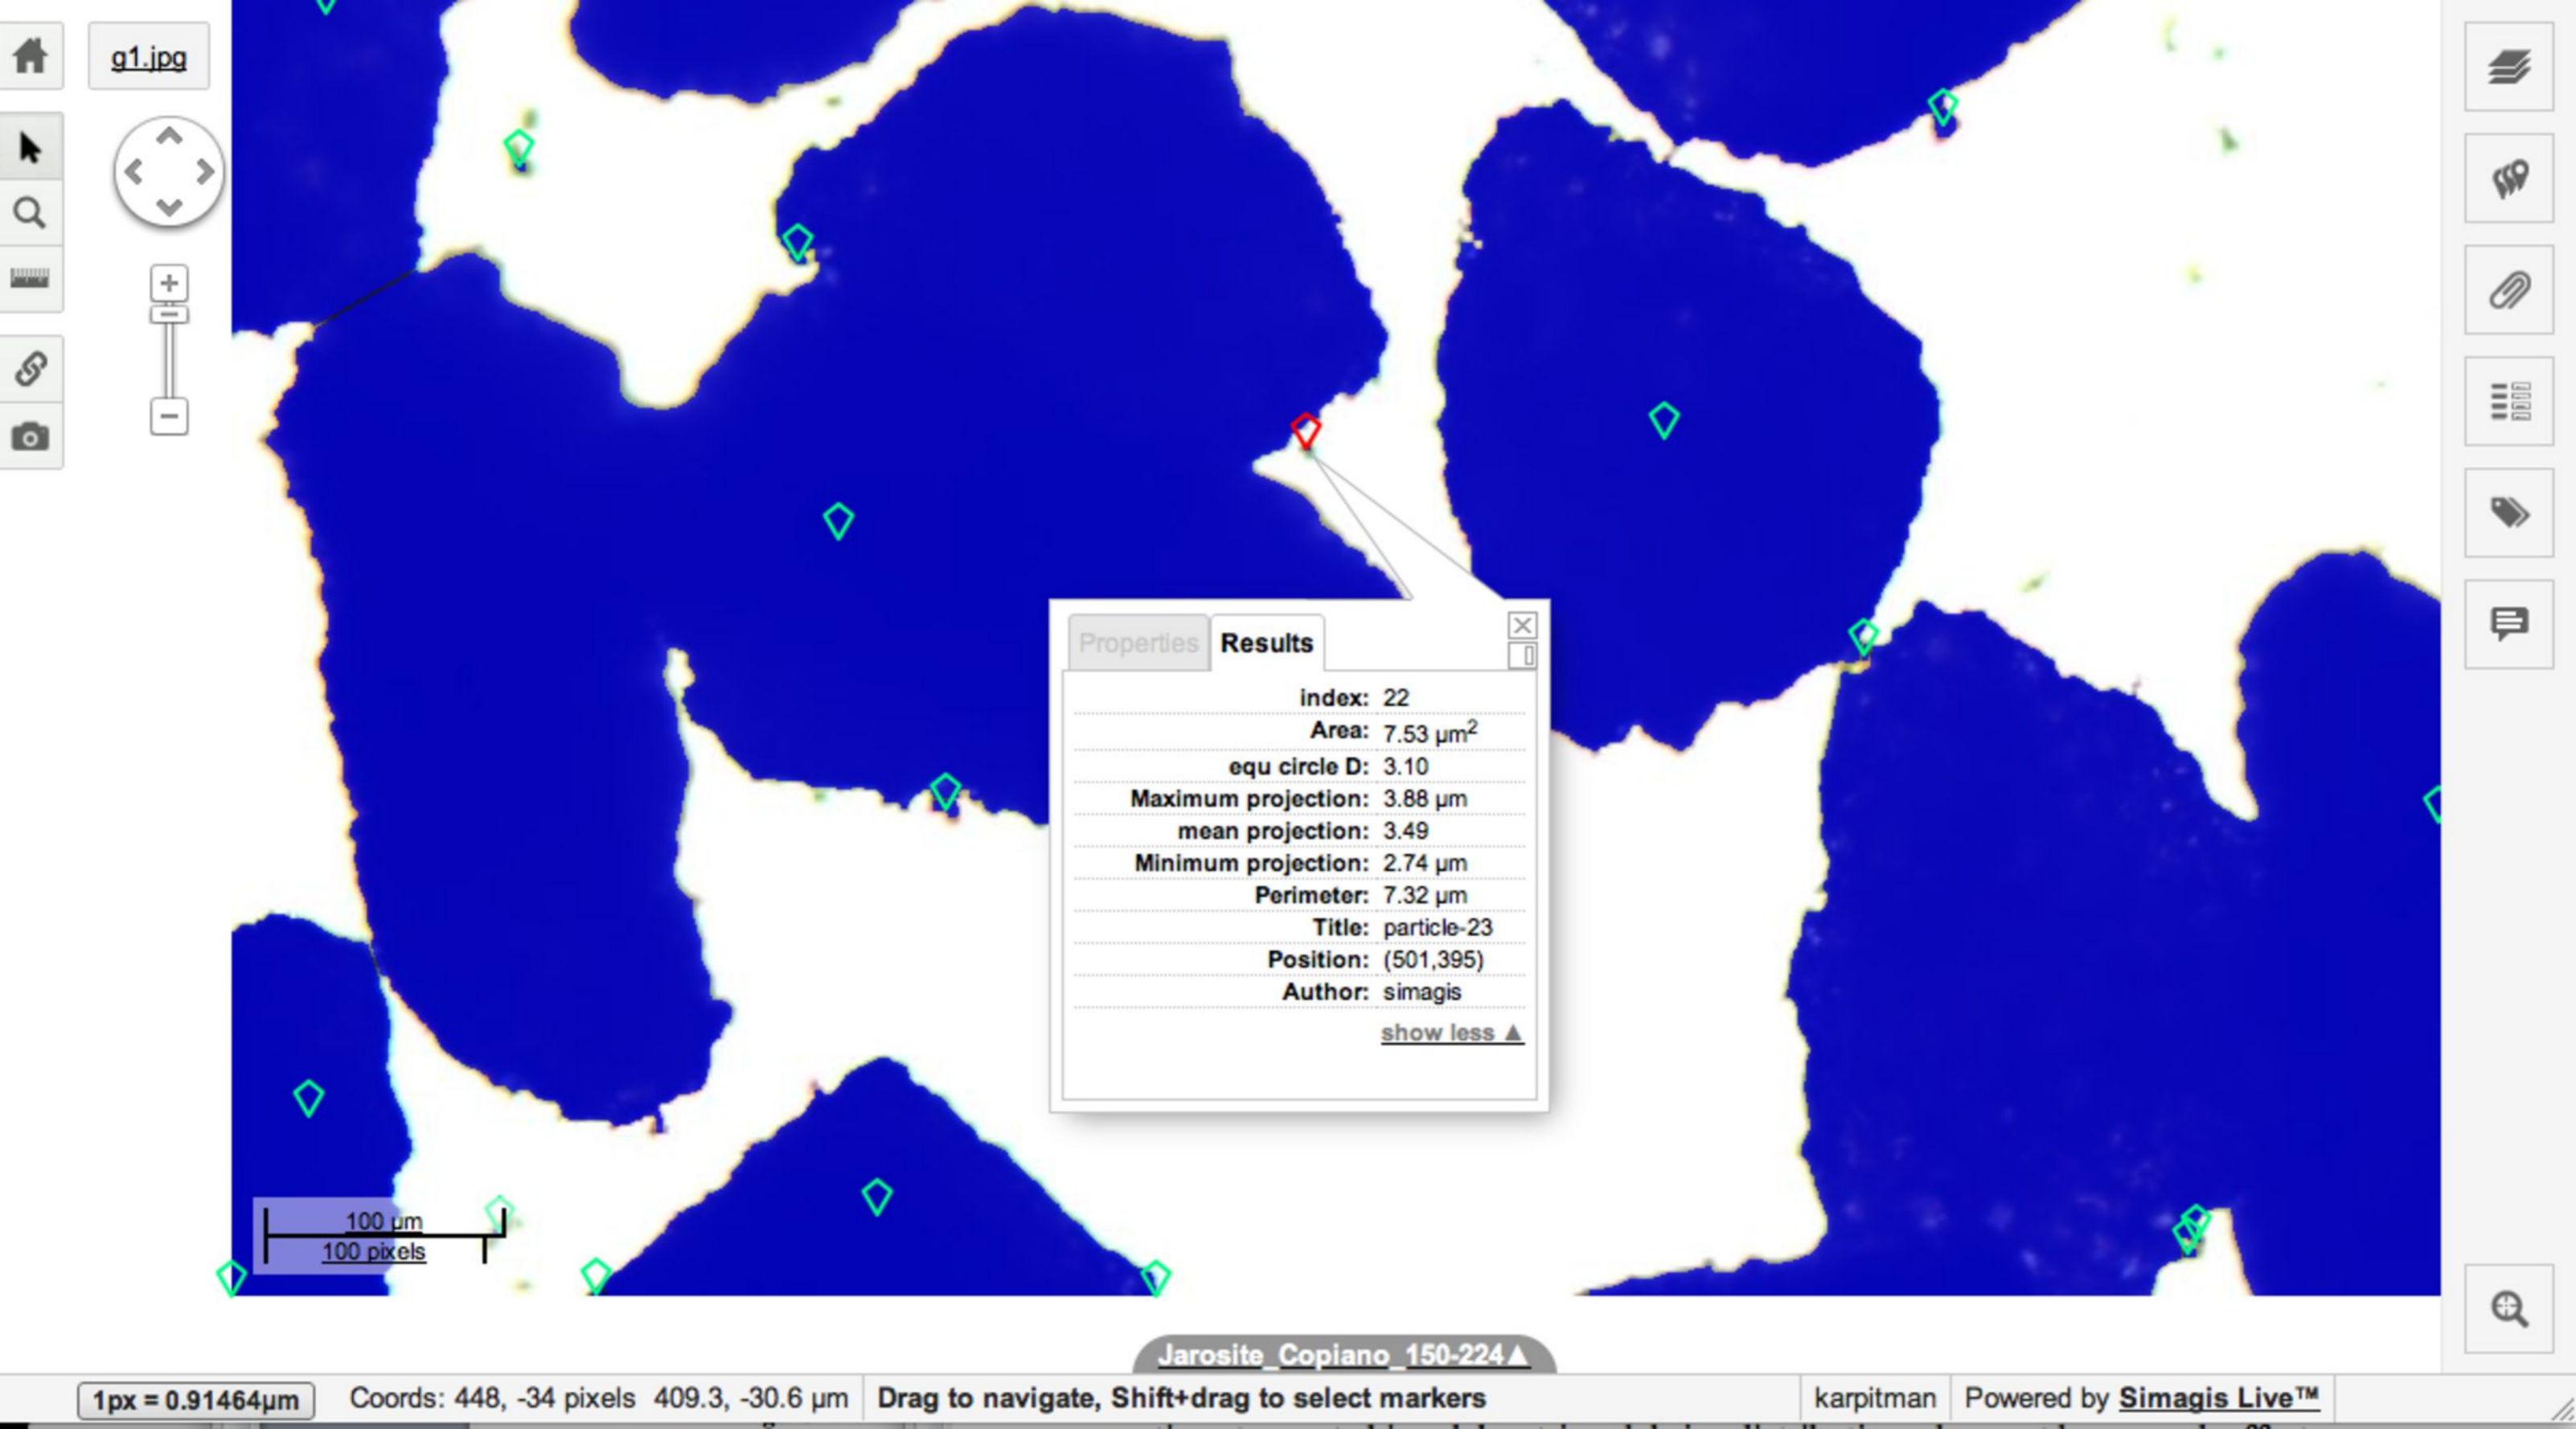 g1.jpg
Properties Results
index: 22
Area: 7.53 µm²
equ circle D: 3.10
Maximum projection: 3.88 µm
mean projection: 3.49
Minimum projection: 2.74 µm
Perimeter: 7.32 µm
Title: particle-23
Position: (501,395)
Author: simagis
show less ▲
100 µm
100 pixels
Jarosite_Copiano_150-224▲
1px = 0.91464µm Coords: 448, -34 pixels 409.3, -30.6 µm Drag to navigate, Shift+drag to select markers karpitman Powered by Simagis Live™